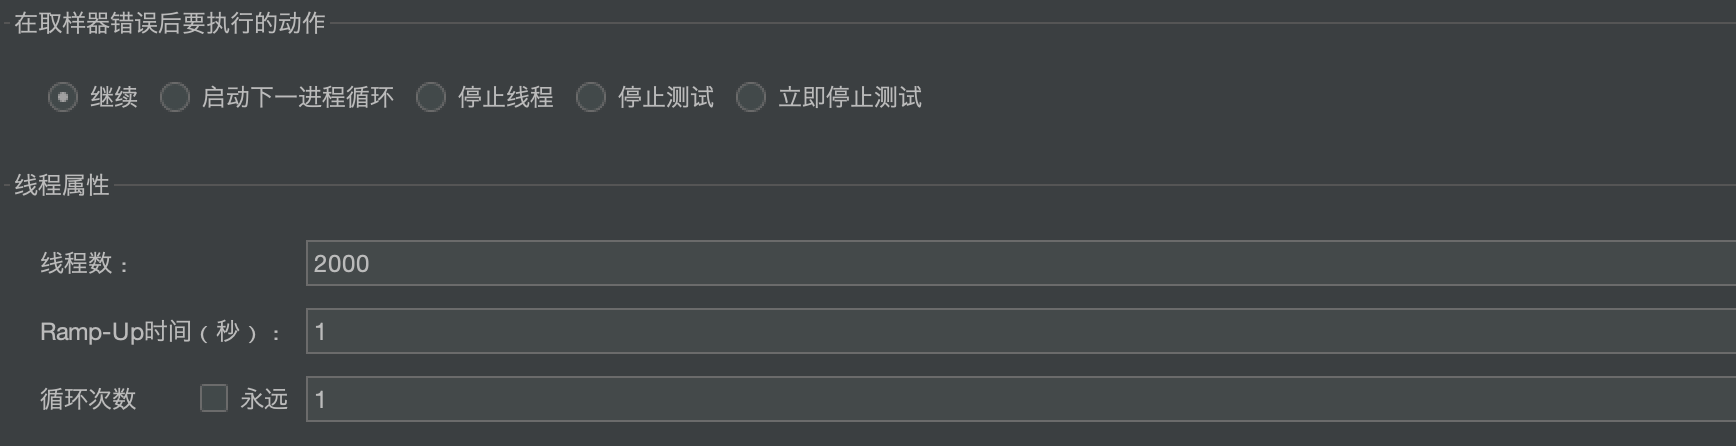 在取样器错误后要执行的动作
继续 启动下一进程循环 停止线程 停止测试 立即停止测试
线程属性
线程数： 2000
Ramp-Up时间（秒）： 1
循环次数 永远 1